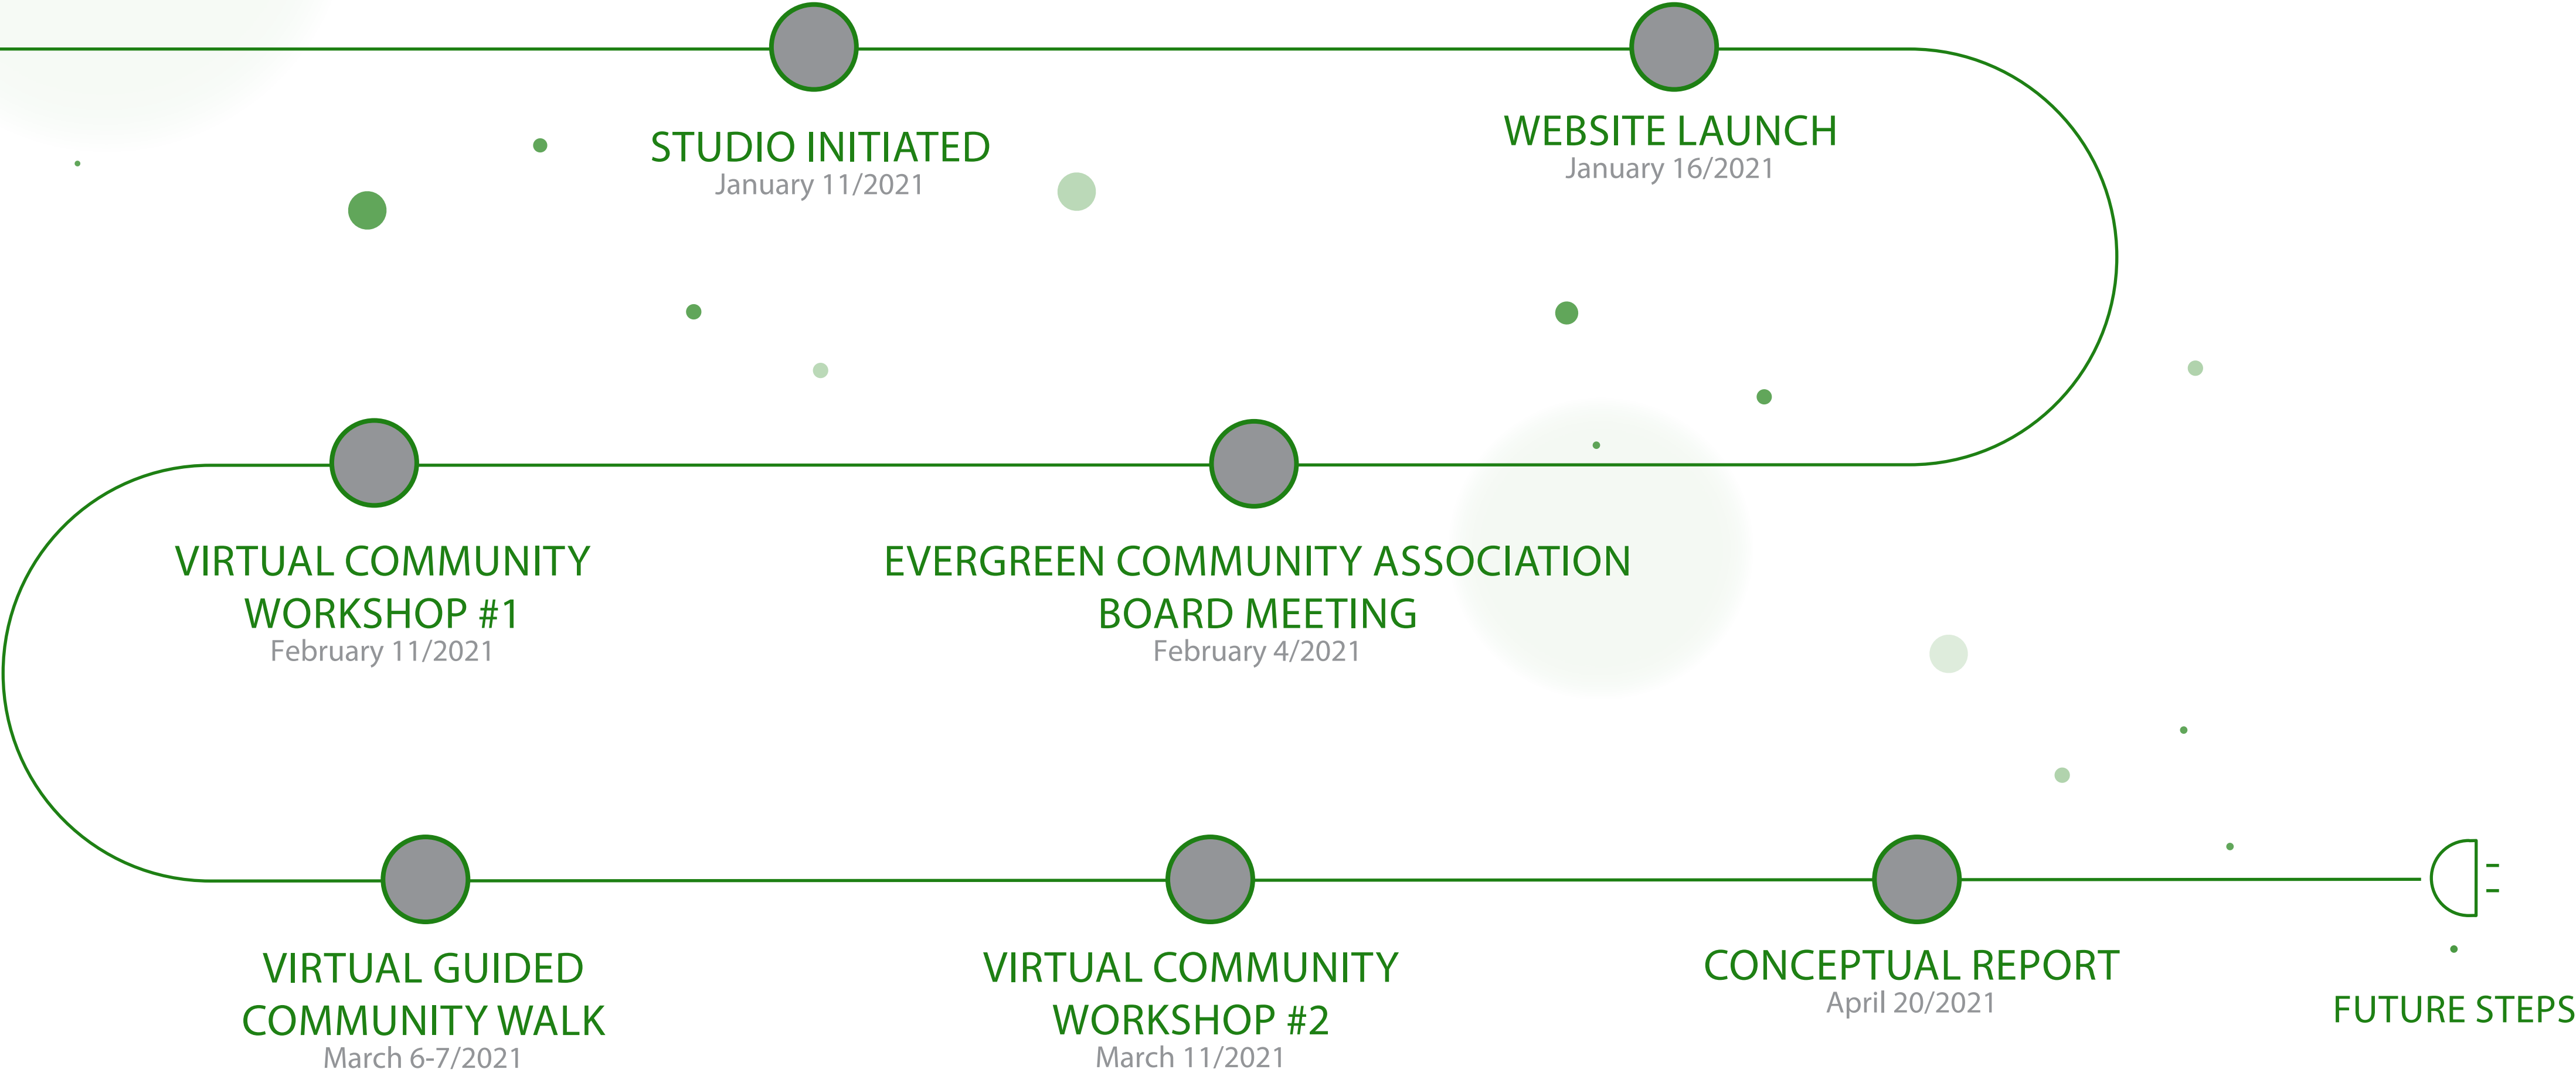 STUDIO INITIATED
January 11/2021
WEBSITE LAUNCH
January 16/2021
VIRTUAL COMMUNITY
WORKSHOP #1
February 11/2021
EVERGREEN COMMUNITY ASSOCIATION
BOARD MEETING
February 4/2021
VIRTUAL GUIDED
COMMUNITY WALK
March 6-7/2021
VIRTUAL COMMUNITY
WORKSHOP #2
March 11/2021
CONCEPTUAL REPORT
April 20/2021
FUTURE STEPS